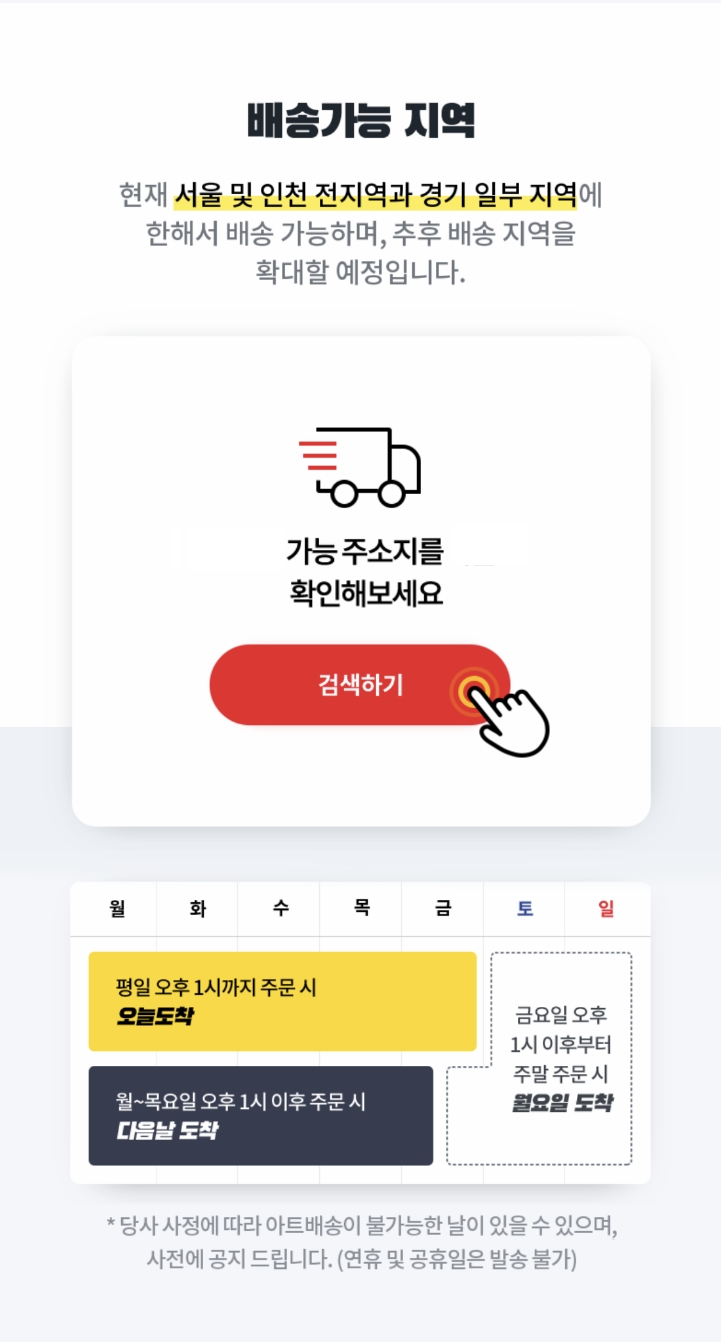 배송가능 지역
현재 서울 및 인천 전지역과 경기 일부 지역에
한해서 배송 가능하며, 추후 배송 지역을
확대할 예정입니다.
가능 주소지를
확인해보세요
검색하기
월 화 수 목 금 토 일
평일 오후 1시까지 주문 시
오늘도착
월~목요일 오후 1시 이후 주문 시
다음날 도착
금요일 오후
1시 이후부터
주말 주문 시
월요일 도착
* 당사 사정에 따라 아트배송이 불가능한 날이 있을 수 있으며,
사전에 공지 드립니다. (연휴 및 공휴일은 발송 불가)